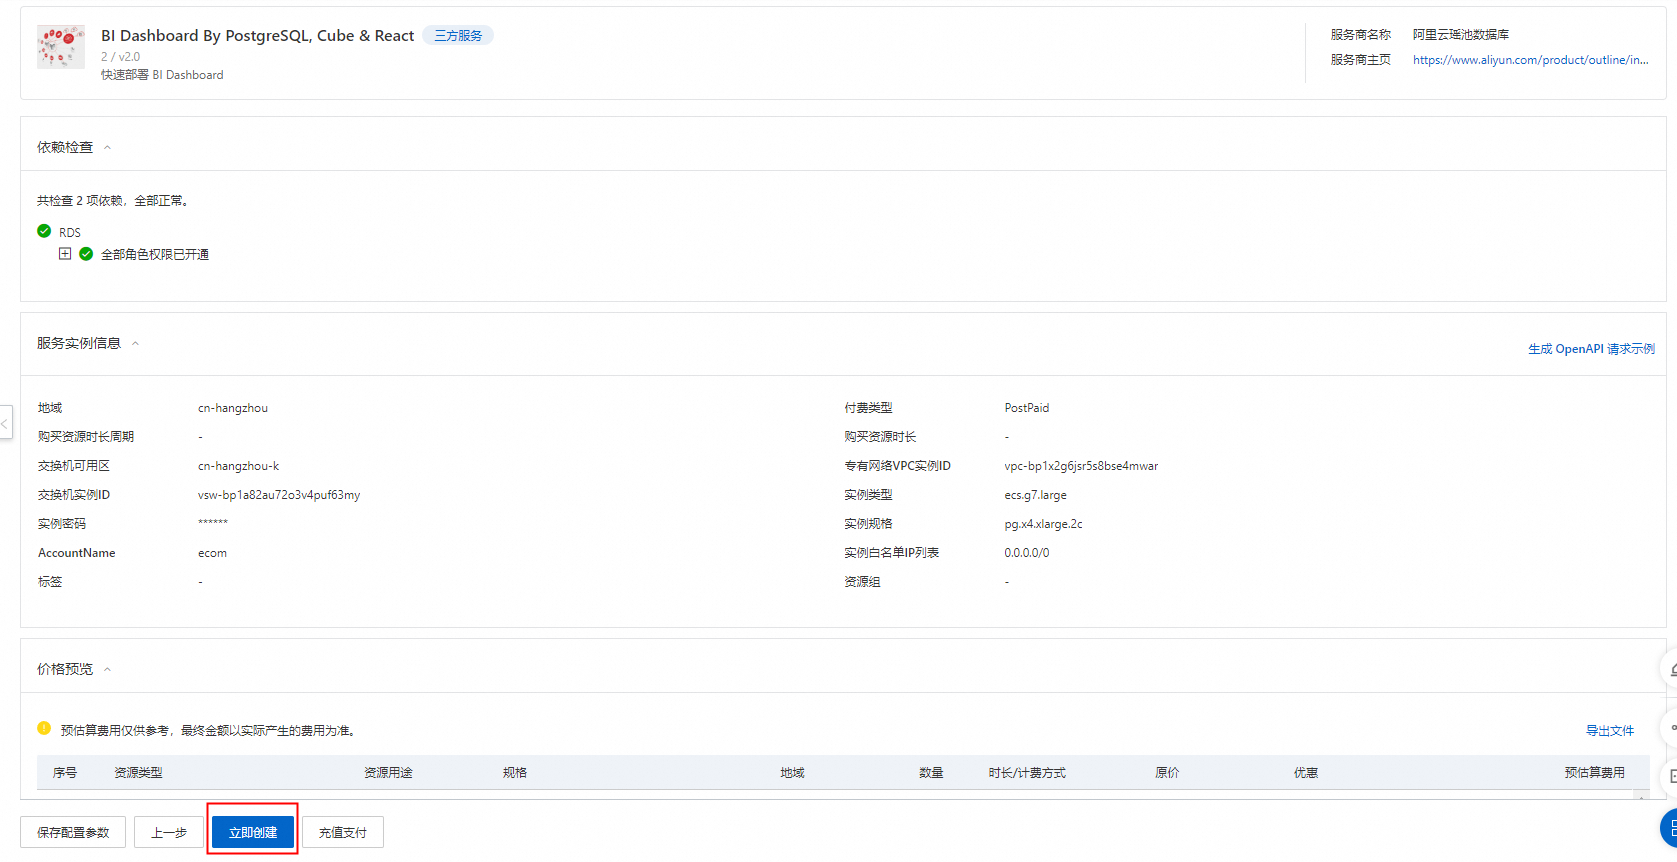 BI Dashboard By PostgreSQL, Cube & React 三方服务
2 / v2.0
快速部署 BI Dashboard
服务商名称 阿里云瑶池数据库
服务商主页 https://www.aliyun.com/product/outline/in...
依赖检查
共检查 2 项依赖，全部正常。
RDS
全部角色权限已开通
服务实例信息
生成 OpenAPI 请求示例
地域 cn-hangzhou 付费类型 PostPaid
购买资源时长周期 - 购买资源时长 -
交换机可用区 cn-hangzhou-k 专有网络VPC实例ID vpc-bp1x2g6jsr5s8bse4mwar
交换机实例ID vsw-bp1a82au72o3v4puf63my 实例类型 ecs.g7.large
实例密码 ****** 实例规格 pg.x4.xlarge.2c
AccountName ecom 实例白名单IP列表 0.0.0.0/0
标签 - 资源组 -
价格预览
预估算费用仅供参考，最终金额以实际产生的费用为准。 导出文件
序号 资源类型 资源用途 规格 地域 数量 时长/计费方式 原价 优惠 预估算费用
保存配置参数 上一步 立即创建 充值支付